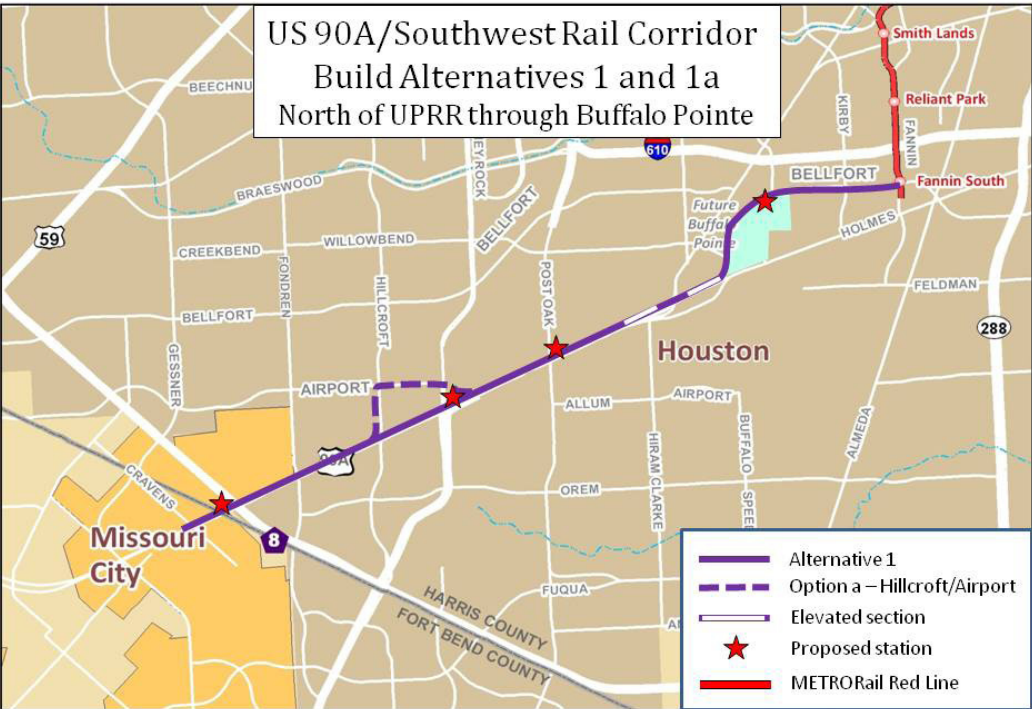 US 90A/Southwest Rail Corridor
Build Alternatives 1 and 1a
North of UPRR through Buffalo Pointe
Smith Lands
BEECHNU
Reliant Park
KIRBY
FANNIN
610
EY ROCK
BELLFORT
BRAESWOOD
BELLFORT
Fannin South
Future
Buffalo
Pointe
HOLMES
59
CREEKBEND
WILLOWBEND
FONDREN
HILLCROFT
POST OAK
FELDMAN
BELLFORT
288
GESSNER
Houston
AIRPORT
ALLUM
AIRPORT
ALMEDA
BUFFALO SPEED
HIRAM CLARKE
90A
CRAVENS
OREM
Missouri
City
8
HARRIS COUNTY
FORT BEND COUNTY
FUQUA
Alternative 1
Option a – Hillcroft/Airport
Elevated section
Proposed station
METRORail Red Line